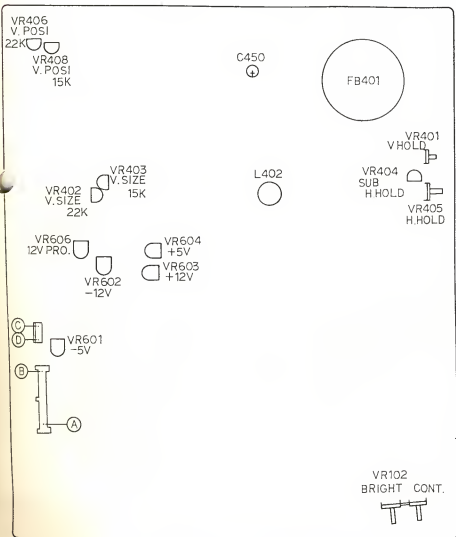 VR406
V. POSI
22K
VR408
V. POSI
15K
C450
FB401
VR401
V HOLD
VR404
SUB
H.HOLD
VR405
H.HOLD
L402
VR403
V.SIZE
15K
VR402
V.SIZE
22K
VR606
12V PRO.
VR602
-12V
VR604
+5V
VR603
+12V
C
D
VR601
-5V
B
A
VR102
BRIGHT CONT.